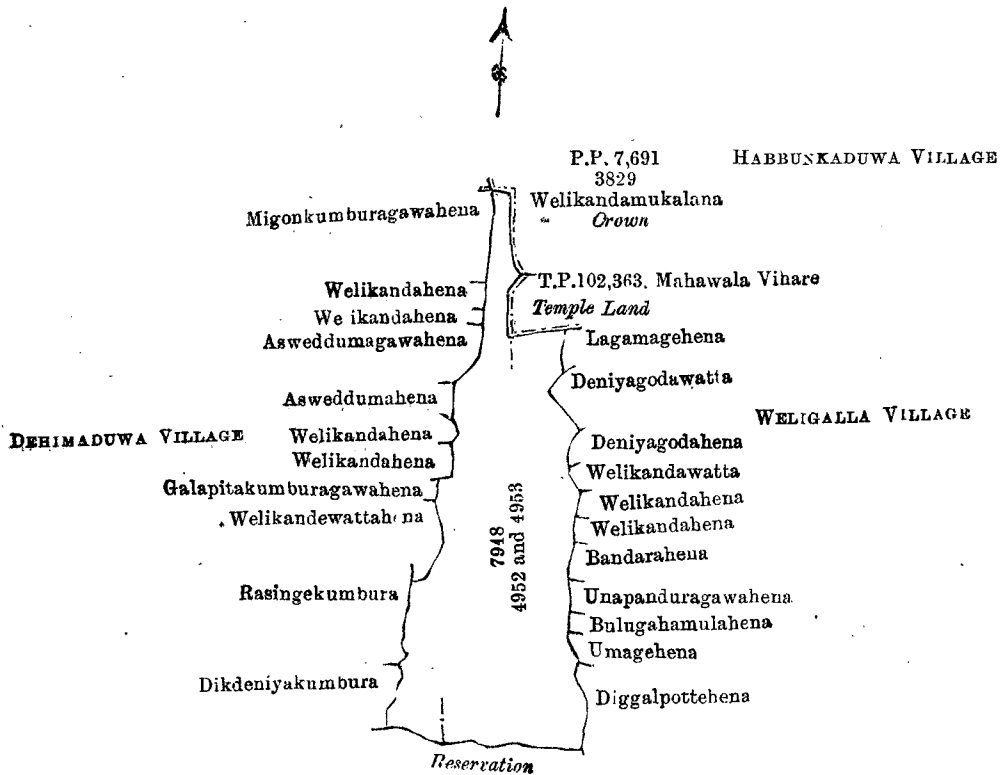 P.P. 7,691
HABBUNKADUWA VILLAGE
3829
Welikandamukalana
Crown
Migonkumburagawahena
T.P.102,363. Mahawala Vihare
Temple Land
Welikandahena
We ikandahena
Asweddumagawahena
Lagamagehena
Deniyagodawatta
Asweddumahena
WELIGALLA VILLAGE
DEHIMADUWA VILLAGE
Welikandahena
Welikandahena
Deniyagodahena
Welikandawatta
Galapitakumburagawahena
Welikandewattahena
Welikandahena
Welikandahena
7948
4952 and 4953
Bandarahena
Rasingekumbura
Unapanduragawahena
Bulugahamulahena
Umagehena
Dikdeniyakumbura
Diggalpottehena
Reservation